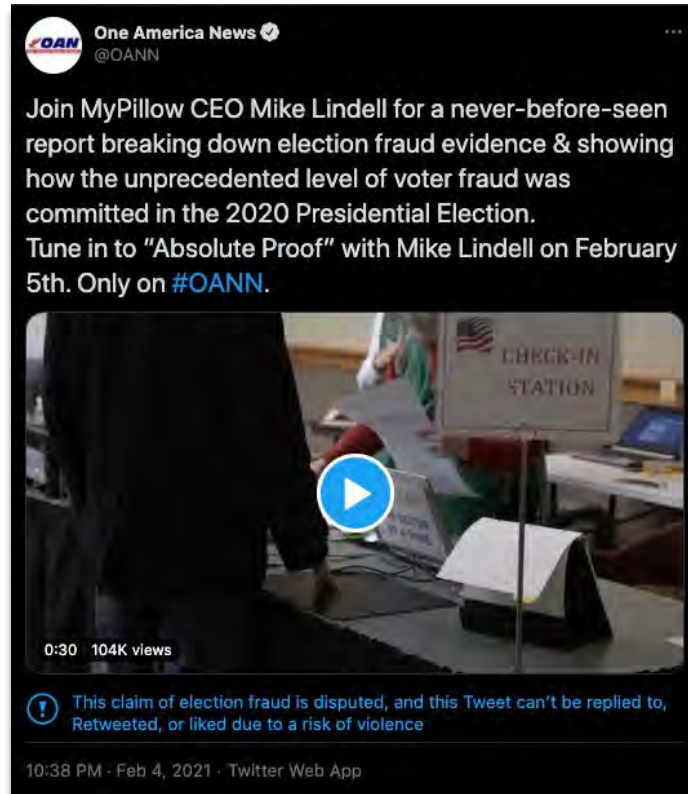 OAN
One America News
@OANN
Join MyPillow CEO Mike Lindell for a never-before-seen
report breaking down election fraud evidence & showing
how the unprecedented level of voter fraud was
committed in the 2020 Presidential Election.
Tune in to “Absolute Proof” with Mike Lindell on February
5th. Only on #OANN.
CHECK-IN
STATION
0:30 104K views
This claim of election fraud is disputed, and this Tweet can’t be replied to,
Retweeted, or liked due to a risk of violence
10:38 PM · Feb 4, 2021 · Twitter Web App